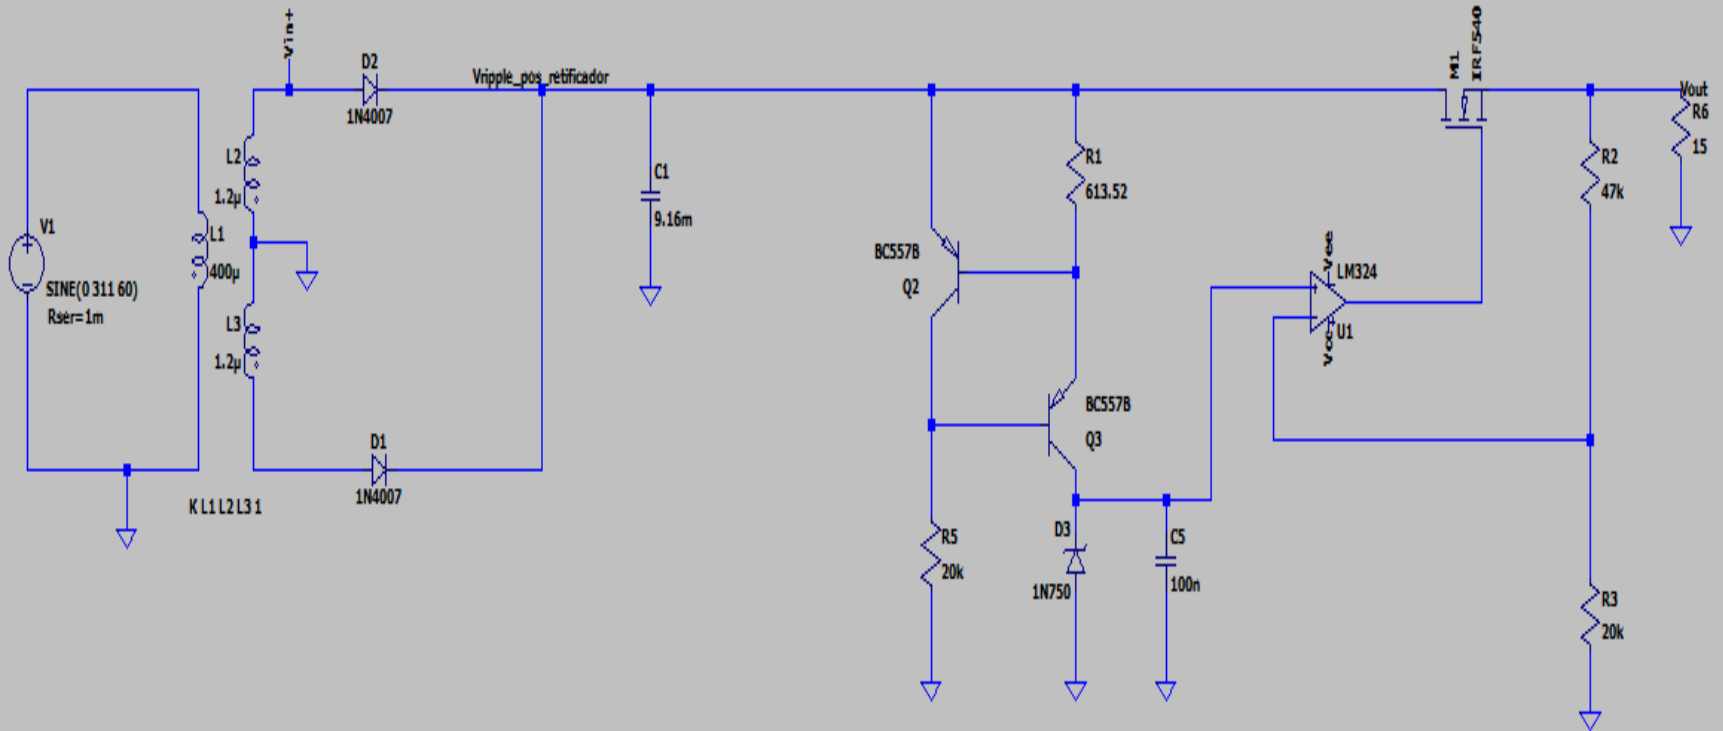 Vin+
D2
1N4007
Vripple_pos_retificador
M1
IRF540
Vout
R6
15
L2
1.2µ
C1
9.16m
R1
613.52
R2
47k
V1
SINE(0 311 60)
Rser=1m
L1
400µ
BC557B
Q2
Vee
LM324
U1
Vcc
L3
1.2µ
BC557B
Q3
D1
1N4007
K L1 L2 L3 1
R5
20k
D3
1N750
C5
100n
R3
20k